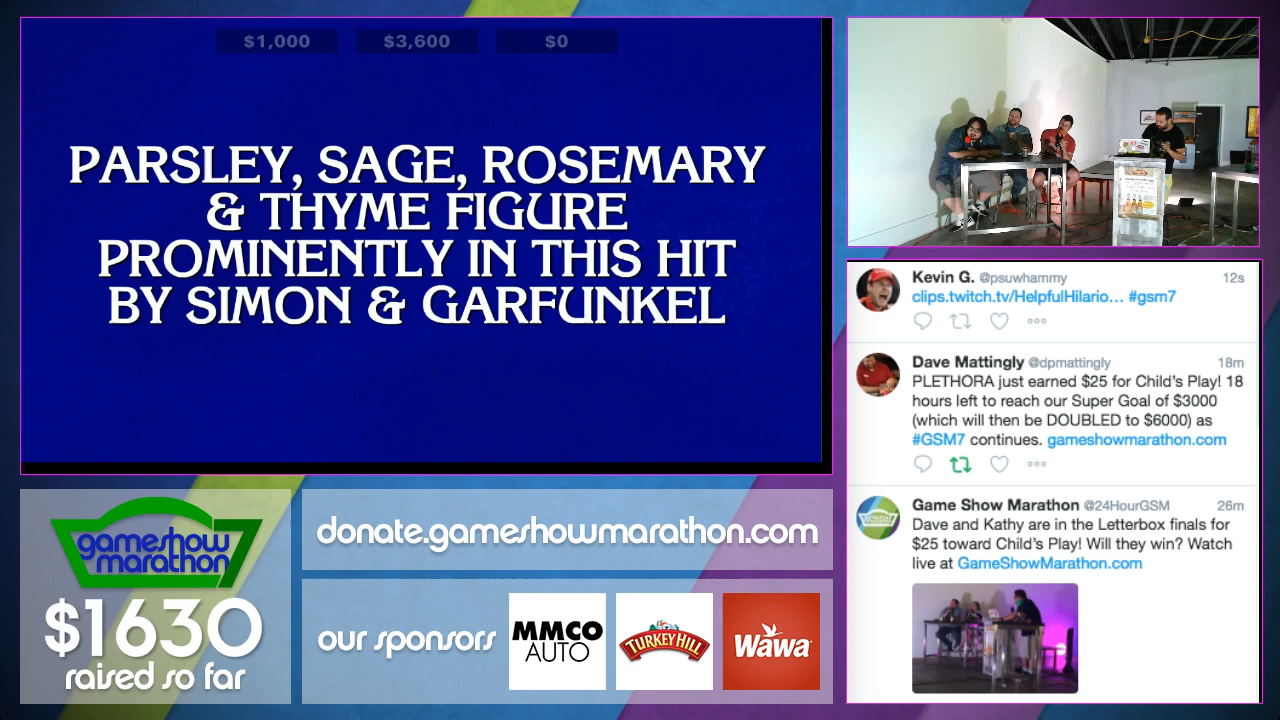 $1,000 $3,600 $0
PARSLEY, SAGE, ROSEMARY
& THYME FIGURE
PROMINENTLY IN THIS HIT
BY SIMON & GARFUNKEL
gameshow
marathon
$1630
raised so far
donate.gameshowmarathon.com
our sponsors
MMCO
AUTO
TURKEY HILL
Wawa
Kevin G. @psuwhammy 12s
clips.twitch.tv/HelpfulHilario… #gsm7
Dave Mattingly @dpmattingly 18m
PLETHORA just earned $25 for Child's Play! 18
hours left to reach our Super Goal of $3000
(which will then be DOUBLED to $6000) as
#GSM7 continues. gameshowmarathon.com
Game Show Marathon @24HourGSM 26m
Dave and Kathy are in the Letterbox finals for
$25 toward Child's Play! Will they win? Watch
live at GameShowMarathon.com